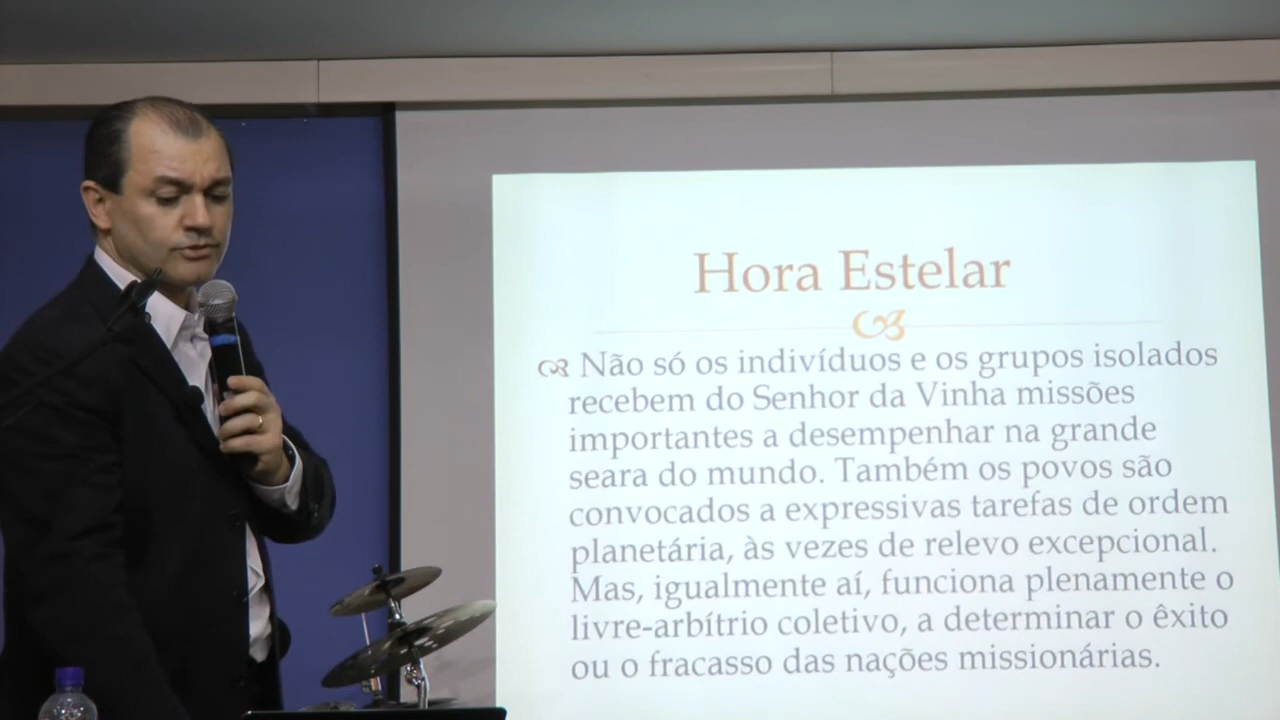 Hora Estelar
Não só os indivíduos e os grupos isolados
recebem do Senhor da Vinha missões
importantes a desempenhar na grande
seara do mundo. Também os povos são
convocados a expressivas tarefas de ordem
planetária, às vezes de relevo excepcional.
Mas, igualmente aí, funciona plenamente o
livre-arbítrio coletivo, a determinar o êxito
ou o fracasso das nações missionárias.